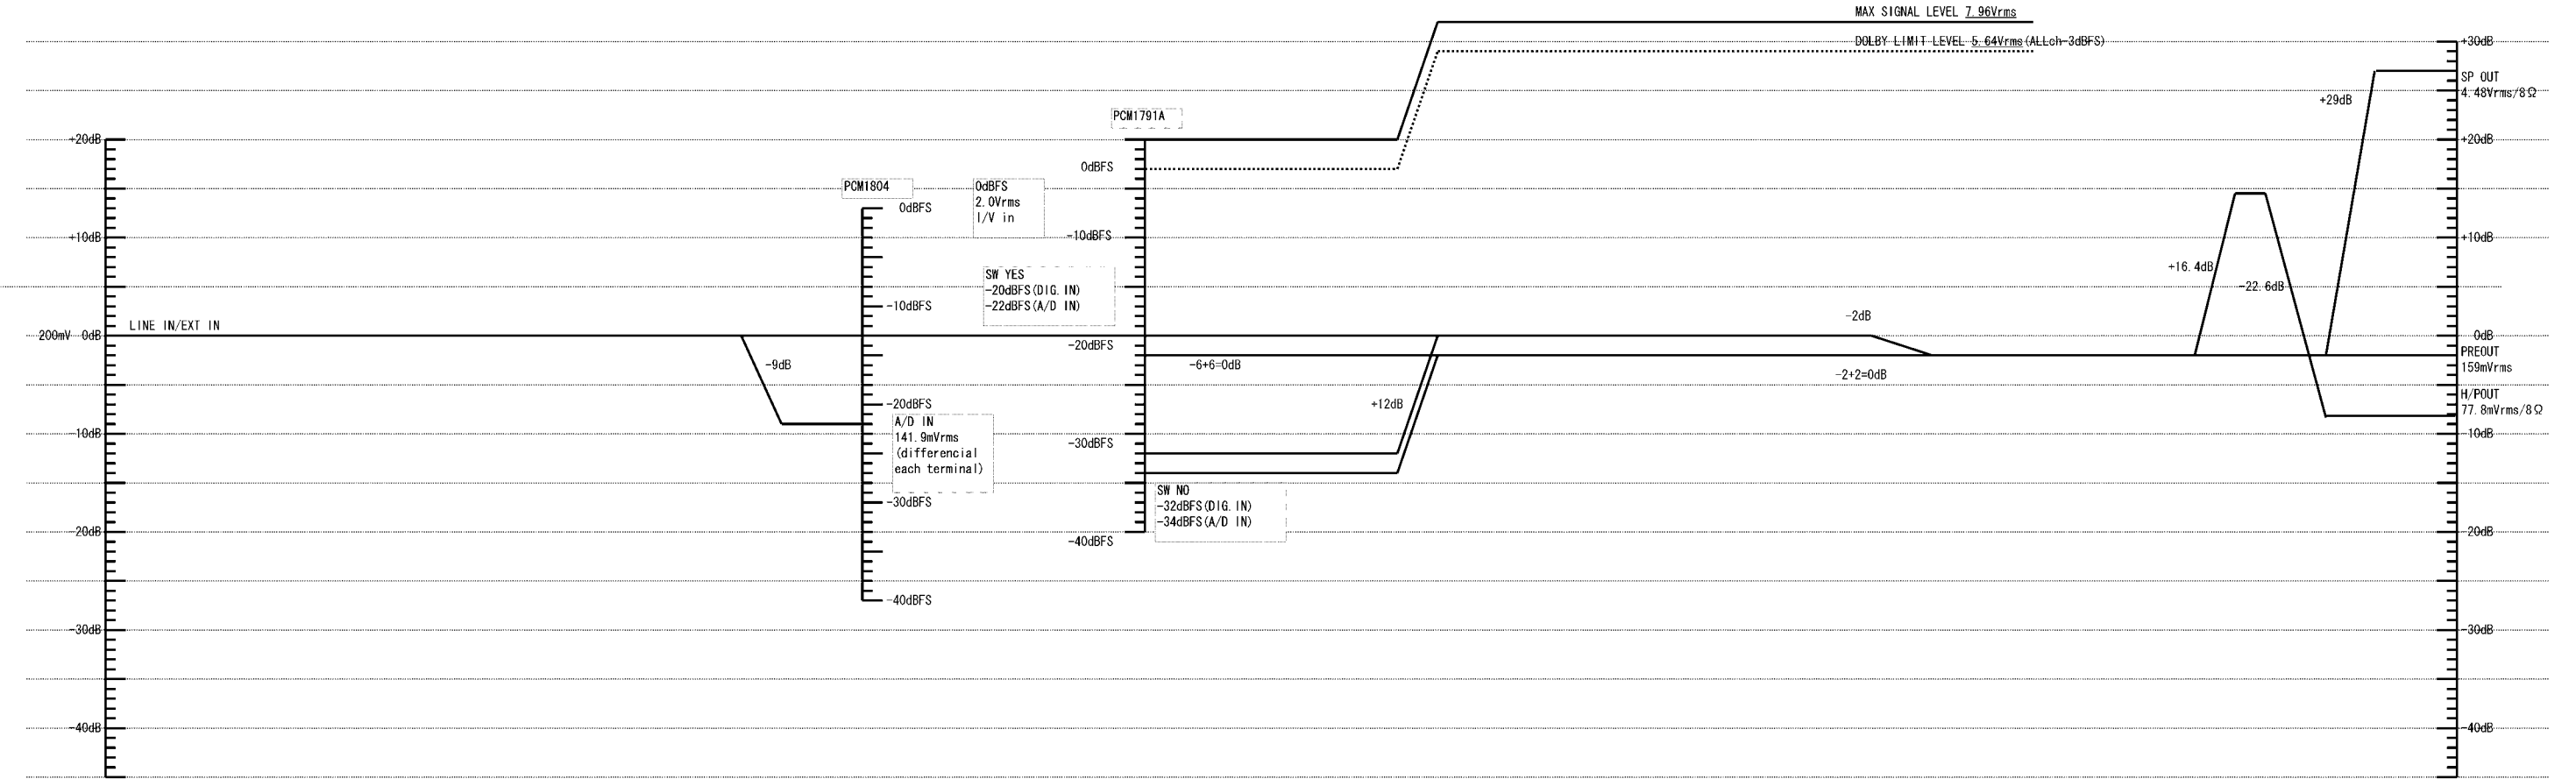 MAX SIGNAL LEVEL 7.96Vrms
DOLBY LIMIT LEVEL 5.64Vrms(ALLch-3dBFS)
+30dB
SP OUT
4.48Vrms/8Ω
+29dB
PCM1791A
+20dB
+20dB
0dBFS
PCM1804
0dBFS
0dBFS
2.0Vrms
I/V in
+10dB
-10dBFS
+10dB
SW YES
-20dBFS(DIG.IN)
-22dBFS(A/D IN)
+16.4dB
-22.6dB
-10dBFS
LINE IN/EXT IN
-2dB
200mV 0dB
-20dBFS
0dB
PREOUT
159mVrms
-9dB
-6+6=0dB
-2+2=0dB
H/POUT
77.8mVrms/8Ω
-20dBFS
+12dB
A/D IN
141.9mVrms
(differencial
each terminal)
-10dB
-30dBFS
-10dB
-30dBFS
SW NO
-32dBFS(DIG.IN)
-34dBFS(A/D IN)
-20dB
-40dBFS
-20dB
-40dBFS
-30dB
-30dB
-40dB
-40dB